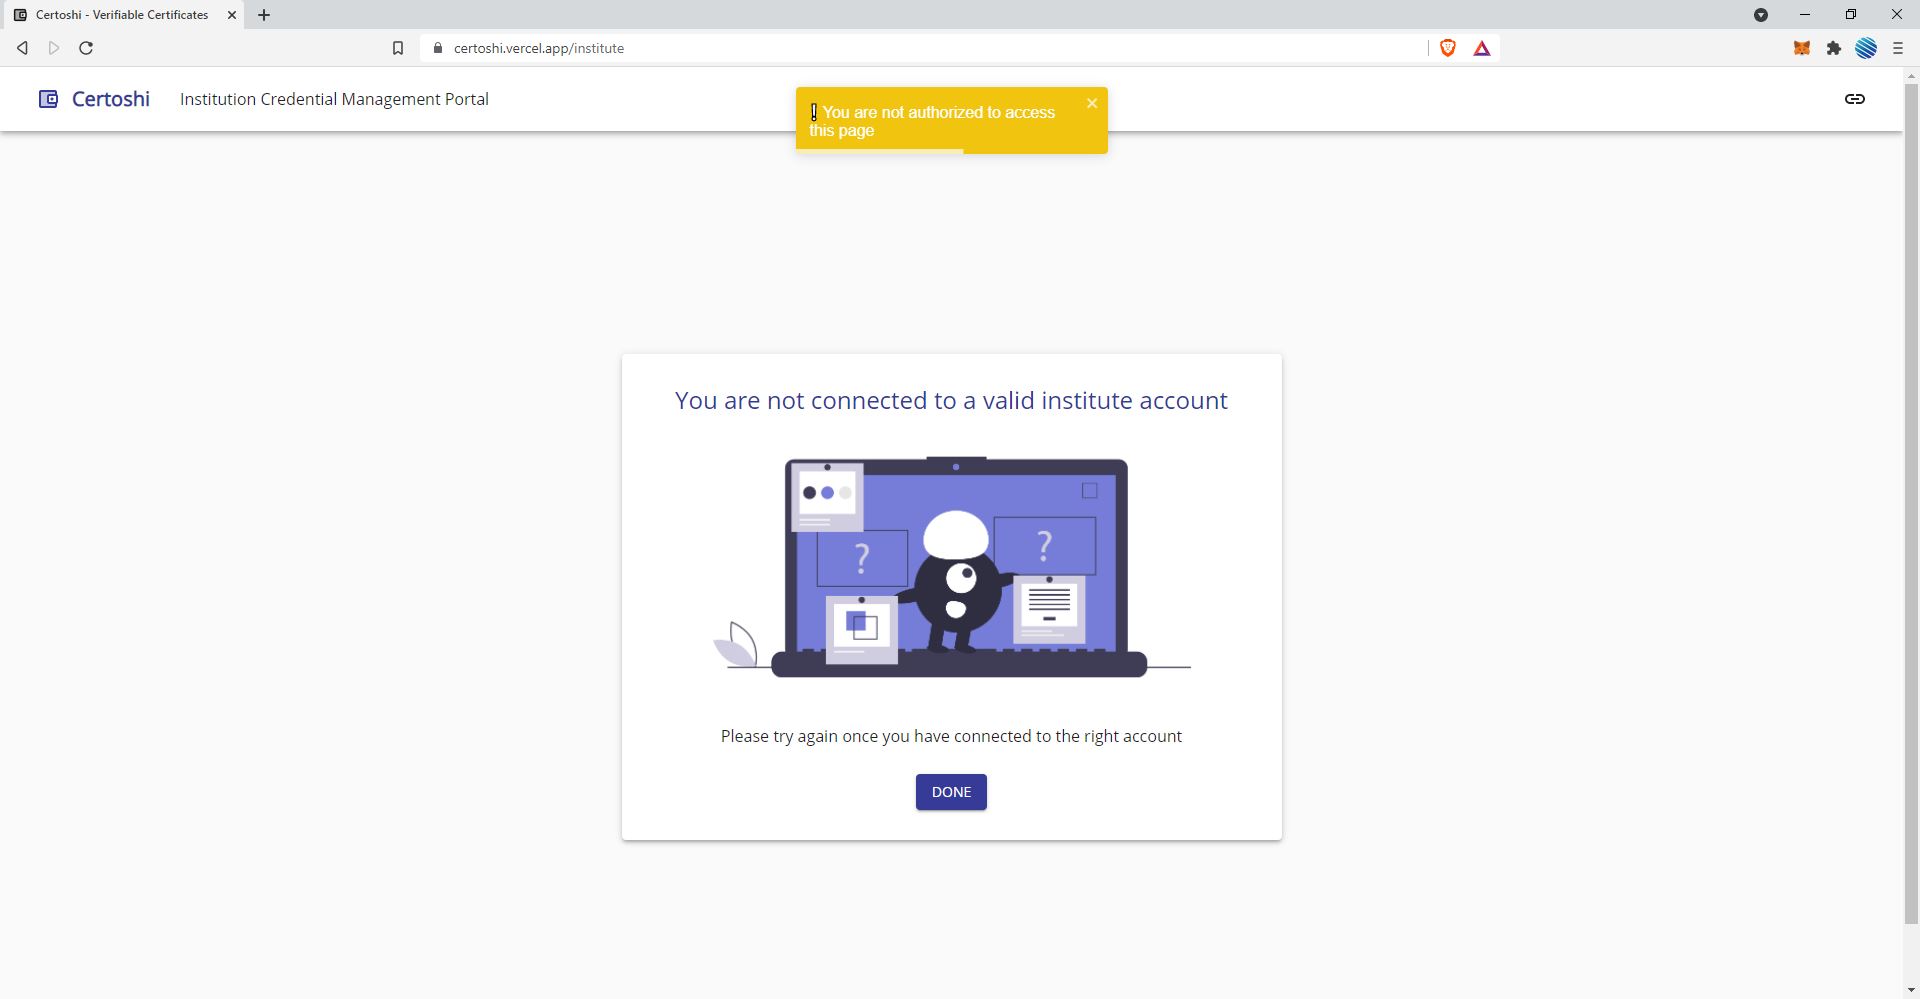 Certoshi - Verifiable Certificates
certoshi.vercel.app/institute
Certoshi
Institution Credential Management Portal
! You are not authorized to access
this page
You are not connected to a valid institute account
? ?
Please try again once you have connected to the right account
DONE